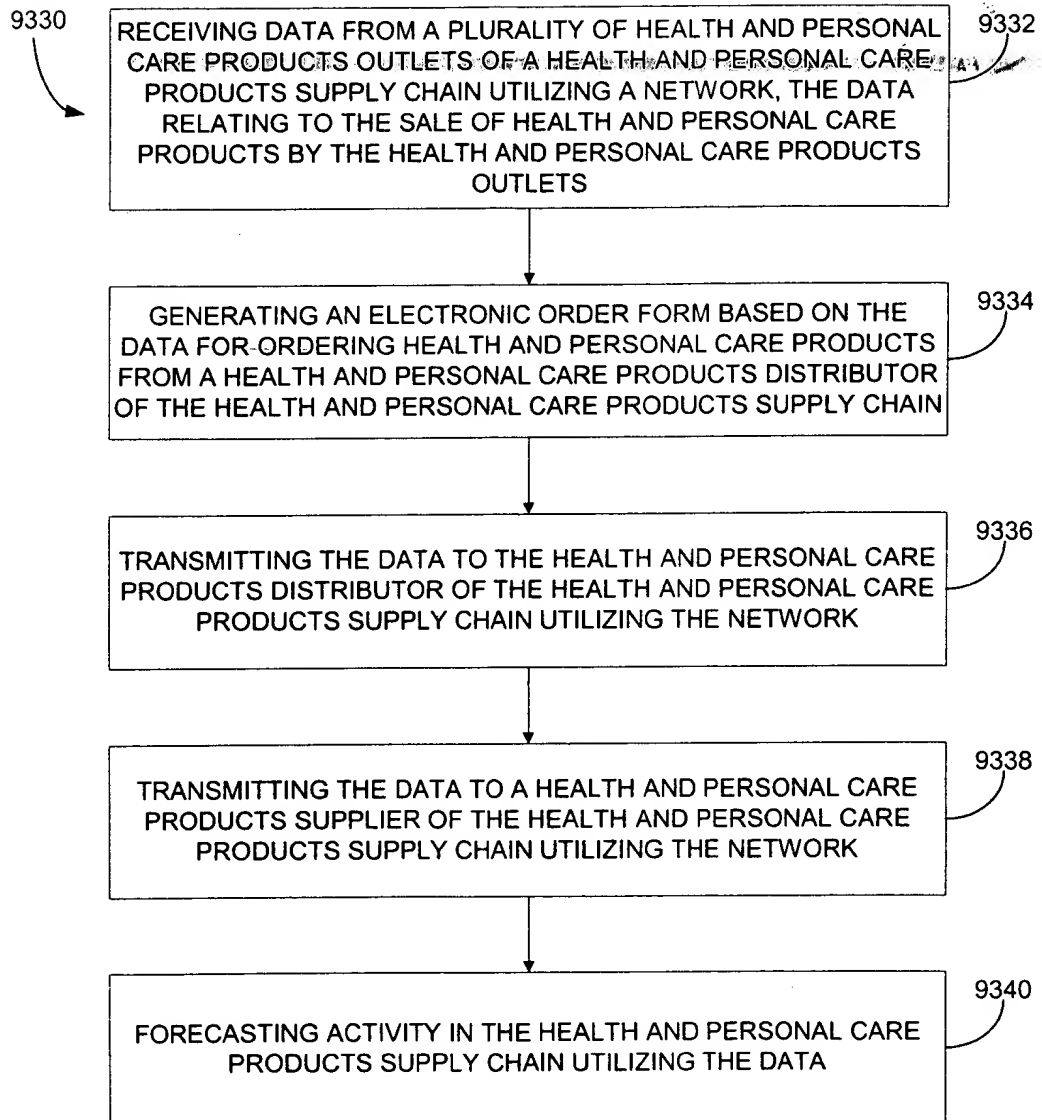 9330
RECEIVING DATA FROM A PLURALITY OF HEALTH AND PERSONAL
CARE PRODUCTS OUTLETS OF A HEALTH AND PERSONAL CARE
PRODUCTS SUPPLY CHAIN UTILIZING A NETWORK, THE DATA
RELATING TO THE SALE OF HEALTH AND PERSONAL CARE
PRODUCTS BY THE HEALTH AND PERSONAL CARE PRODUCTS
OUTLETS
9332
GENERATING AN ELECTRONIC ORDER FORM BASED ON THE
DATA FOR ORDERING HEALTH AND PERSONAL CARE PRODUCTS
FROM A HEALTH AND PERSONAL CARE PRODUCTS DISTRIBUTOR
OF THE HEALTH AND PERSONAL CARE PRODUCTS SUPPLY CHAIN
9334
TRANSMITTING THE DATA TO THE HEALTH AND PERSONAL CARE
PRODUCTS DISTRIBUTOR OF THE HEALTH AND PERSONAL CARE
PRODUCTS SUPPLY CHAIN UTILIZING THE NETWORK
9336
TRANSMITTING THE DATA TO A HEALTH AND PERSONAL CARE
PRODUCTS SUPPLIER OF THE HEALTH AND PERSONAL CARE
PRODUCTS SUPPLY CHAIN UTILIZING THE NETWORK
9338
FORECASTING ACTIVITY IN THE HEALTH AND PERSONAL CARE
PRODUCTS SUPPLY CHAIN UTILIZING THE DATA
9340